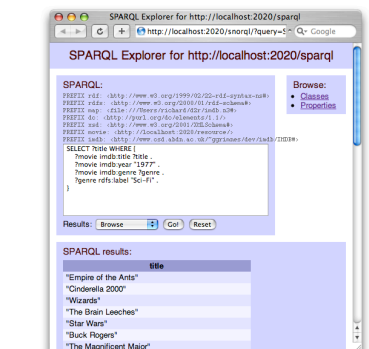 SPARQL Explorer for http://localhost:2020/sparql
http://localhost:2020/snorql/?query=S
Google
SPARQL Explorer for http://localhost:2020/sparql
SPARQL:
PREFIX rdf: <http://www.w3.org/1999/02/22-rdf-syntax-ns#>
PREFIX rdfs: <http://www.w3.org/2000/01/rdf-schema#>
PREFIX map: <file:///Users/richard/d2r/imdb.n3#>
PREFIX dc: <http://purl.org/dc/elements/1.1/>
PREFIX xsd: <http://www.w3.org/2001/XMLSchema#>
PREFIX movie: <http://localhost:2020/resource/>
PREFIX imdb: <http://www.csd.abdn.ac.uk/~ggrimnes/dev/imdb/IMDB#>
SELECT ?title WHERE {
?movie imdb:title ?title .
?movie imdb:year "1977" .
?movie imdb:genre ?genre .
?genre rdfs:label "Sci-Fi" .
}
Results: Browse Go! Reset
Browse:
Classes
Properties
SPARQL results:
title
"Empire of the Ants"
"Cinderella 2000"
"Wizards"
"The Brain Leeches"
"Star Wars"
"Buck Rogers"
"The Magnificent Major"